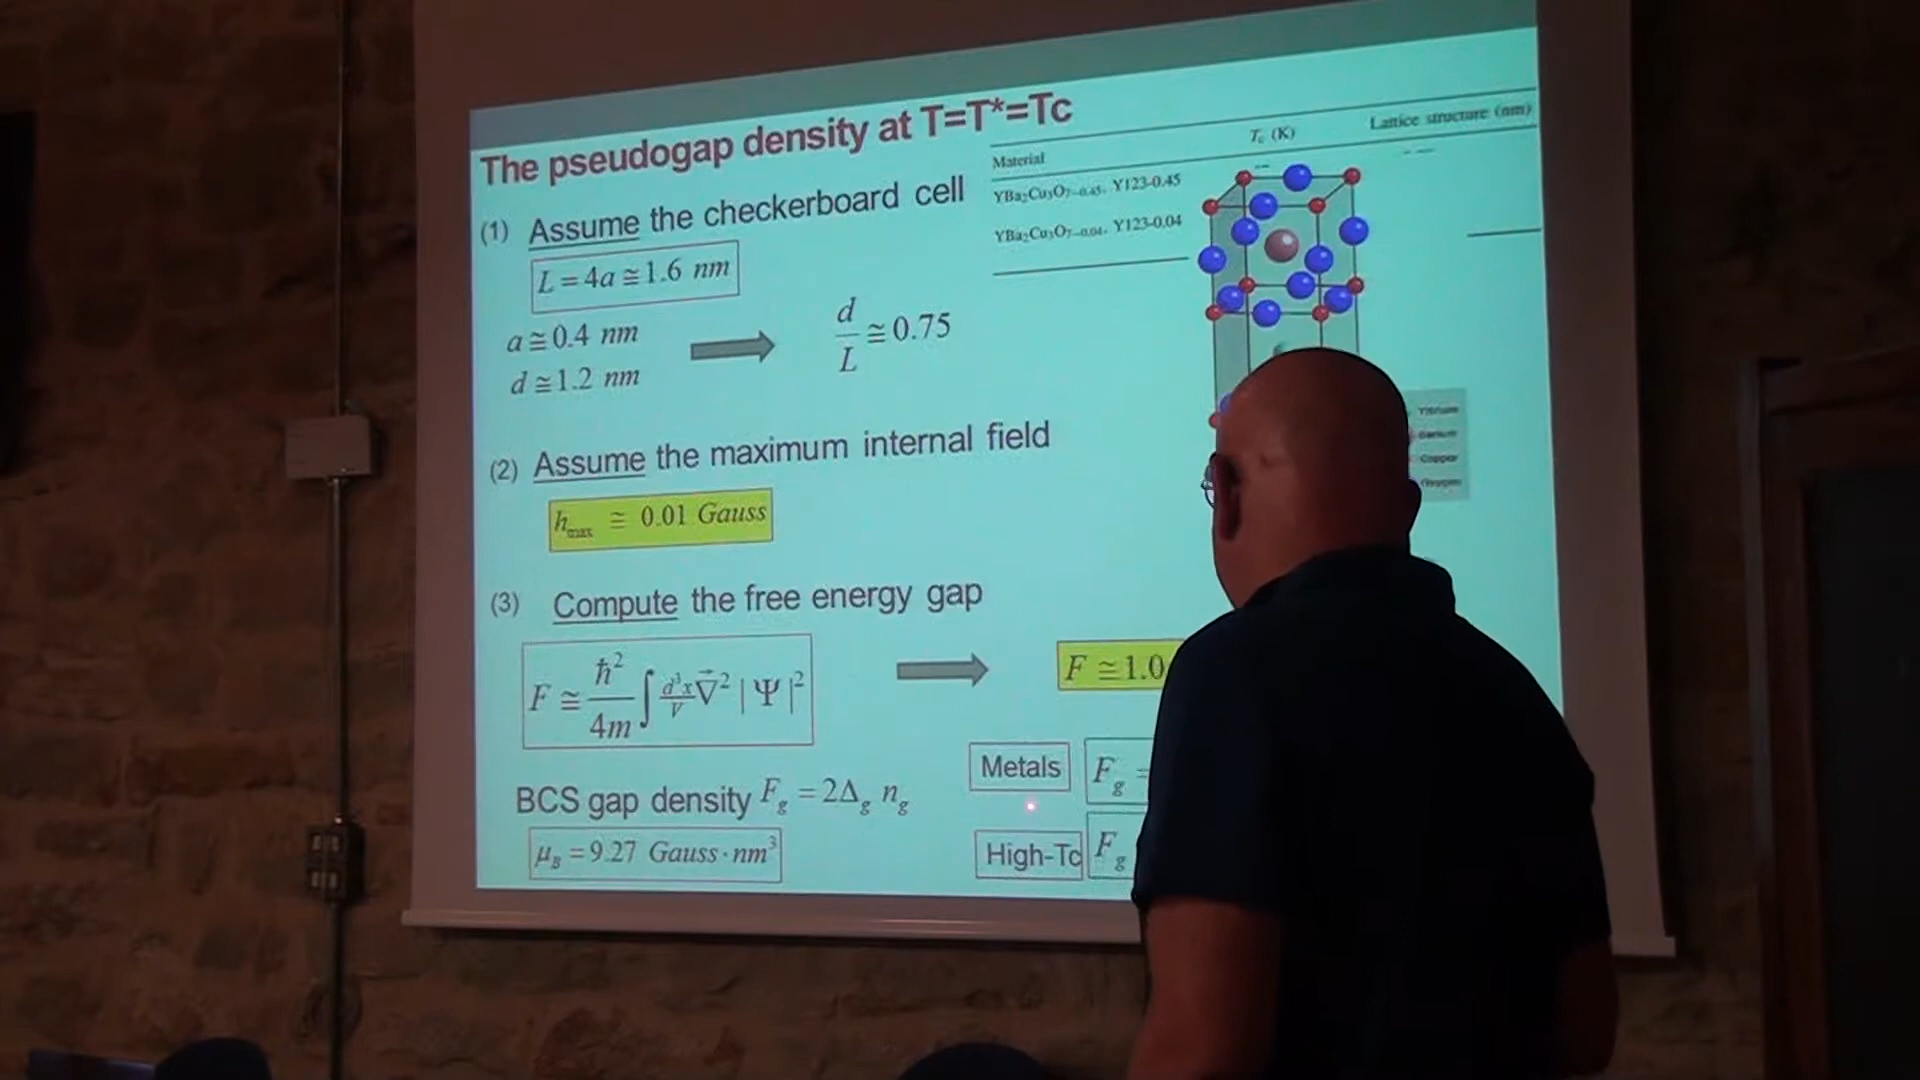 The pseudogap density at T=T*=Tc
Material
T_c (K)
Lattice structure (nm)
YBa₂Cu₃O₇₋₀.₄₅, Y123-0.45
YBa₂Cu₃O₇₋₀.₀₄, Y123-0.04
(1) Assume the checkerboard cell
L = 4a ≅ 1.6 nm
a ≅ 0.4 nm
d ≅ 1.2 nm
d/L ≅ 0.75
Yttrium
Barium
Copper
Oxygen
(2) Assume the maximum internal field
h_max ≅ 0.01 Gauss
(3) Compute the free energy gap
F ≅ ħ²/4m ∫ d³x/V ∇⃗² |Ψ|²
F ≅ 1.0
BCS gap density F_g = 2Δ_g n_g
Metals
F_g =
μ_B = 9.27 Gauss·nm³
High-Tc
F_g